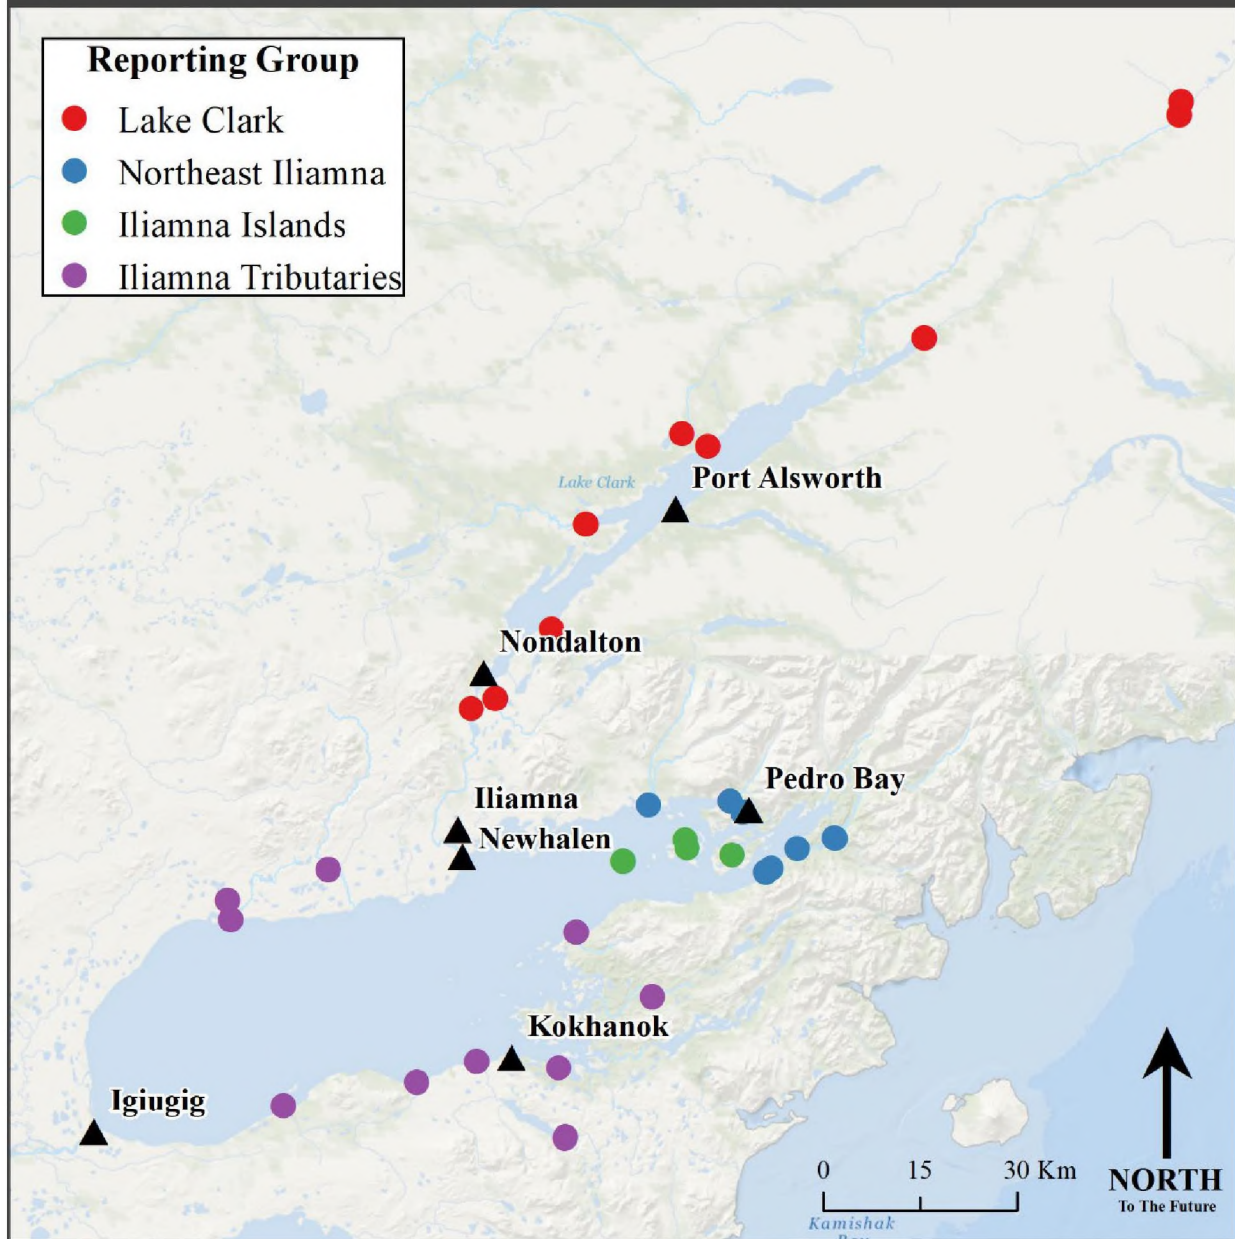 Reporting Group
Lake Clark
Northeast Iliamna
Iliamna Islands
Iliamna Tributaries
Lake Clark
Port Alsworth
Nondalton
Pedro Bay
Iliamna
Newhalen
Kokhanok
Igiugig
0 15 30 Km
NORTH
To The Future
Kamishak
Bay